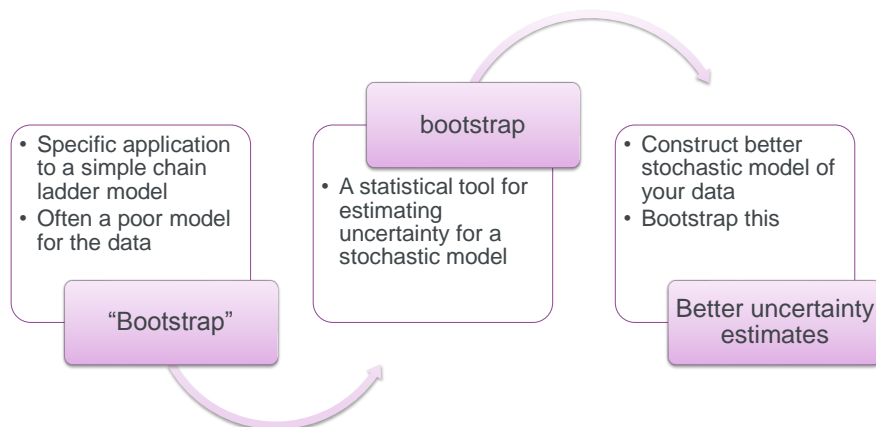 • Specific application
to a simple chain
ladder model
• Often a poor model
for the data
“Bootstrap”
bootstrap
• A statistical tool for
estimating
uncertainty for a
stochastic model
• Construct better
stochastic model of
your data
• Bootstrap this
Better uncertainty
estimates